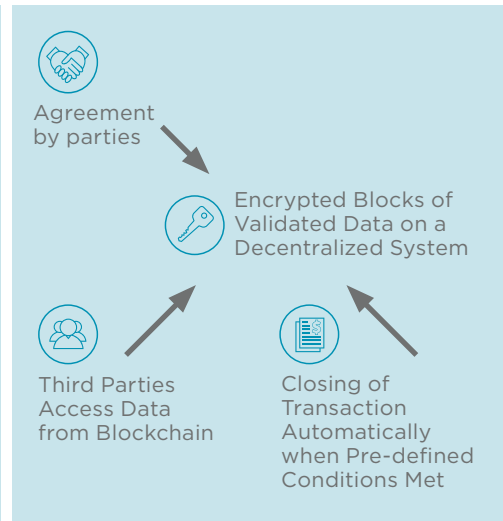 Agreement
by parties
Encrypted Blocks of
Validated Data on a
Decentralized System
Third Parties
Access Data
from Blockchain
$
Closing of
Transaction
Automatically
when Pre-defined
Conditions Met